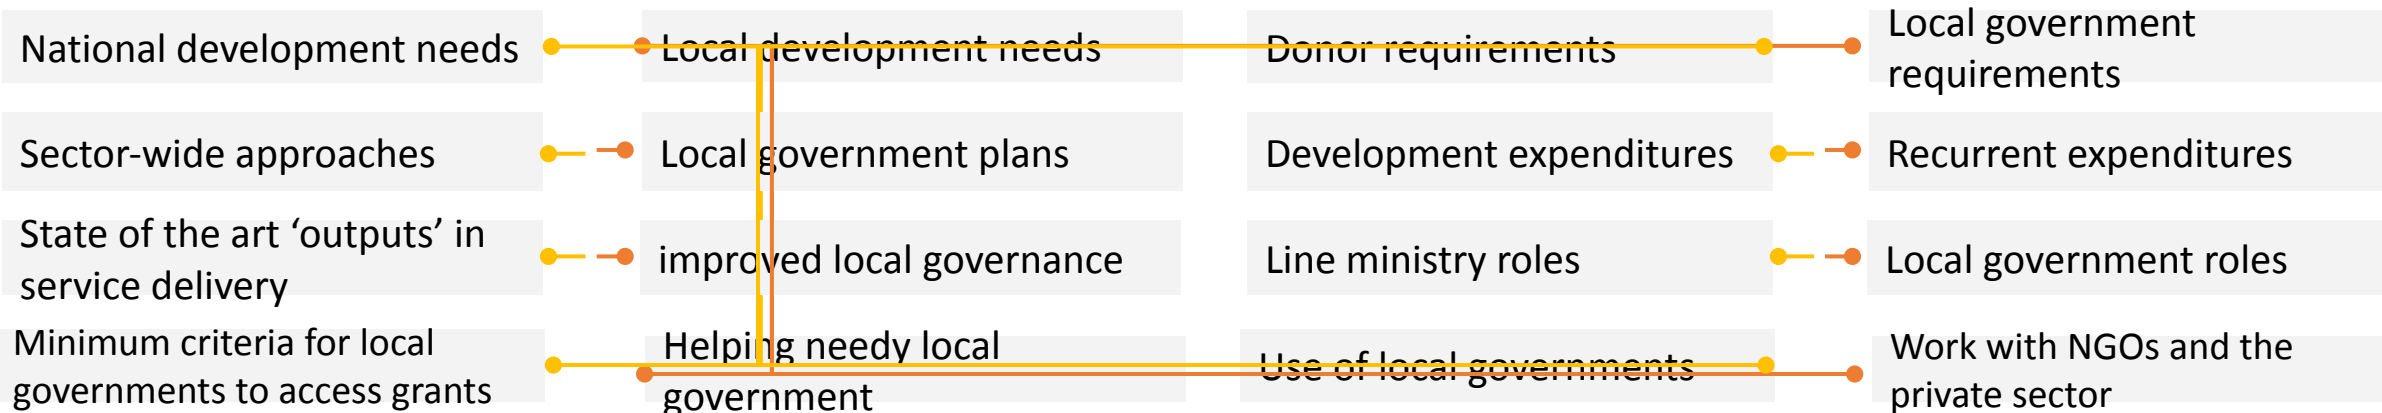 National development needs
Local development needs
Donor requirements
Local government
requirements
Sector-wide approaches
Local government plans
Development expenditures
Recurrent expenditures
State of the art ‘outputs’ in
service delivery
improved local governance
Line ministry roles
Local government roles
Minimum criteria for local
governments to access grants
Helping needy local
government
Use of local governments
Work with NGOs and the
private sector